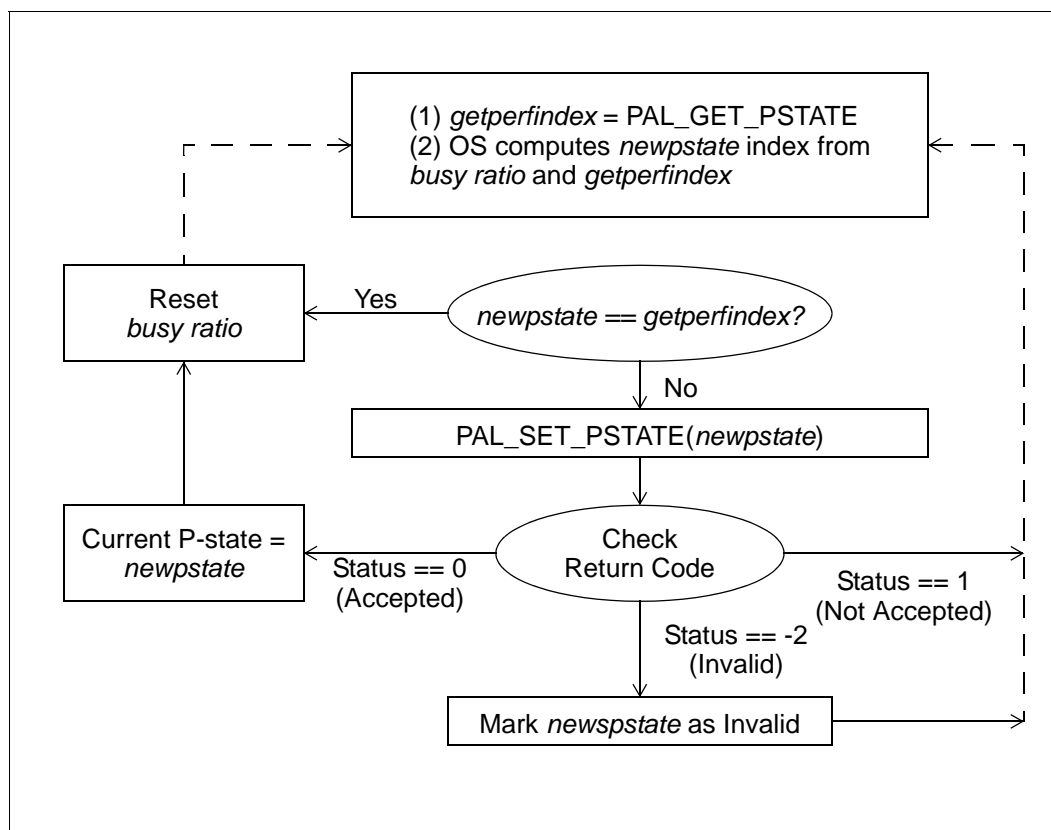 (1) getperfindex = PAL_GET_PSTATE
(2) OS computes newpstate index from
busy ratio and getperfindex
Reset
busy ratio
Yes
newpstate == getperfindex?
No
PAL_SET_PSTATE(newpstate)
Current P-state =
newpstate
Status == 0
(Accepted)
Check
Return Code
Status == 1
(Not Accepted)
Status == -2
(Invalid)
Mark newspstate as Invalid